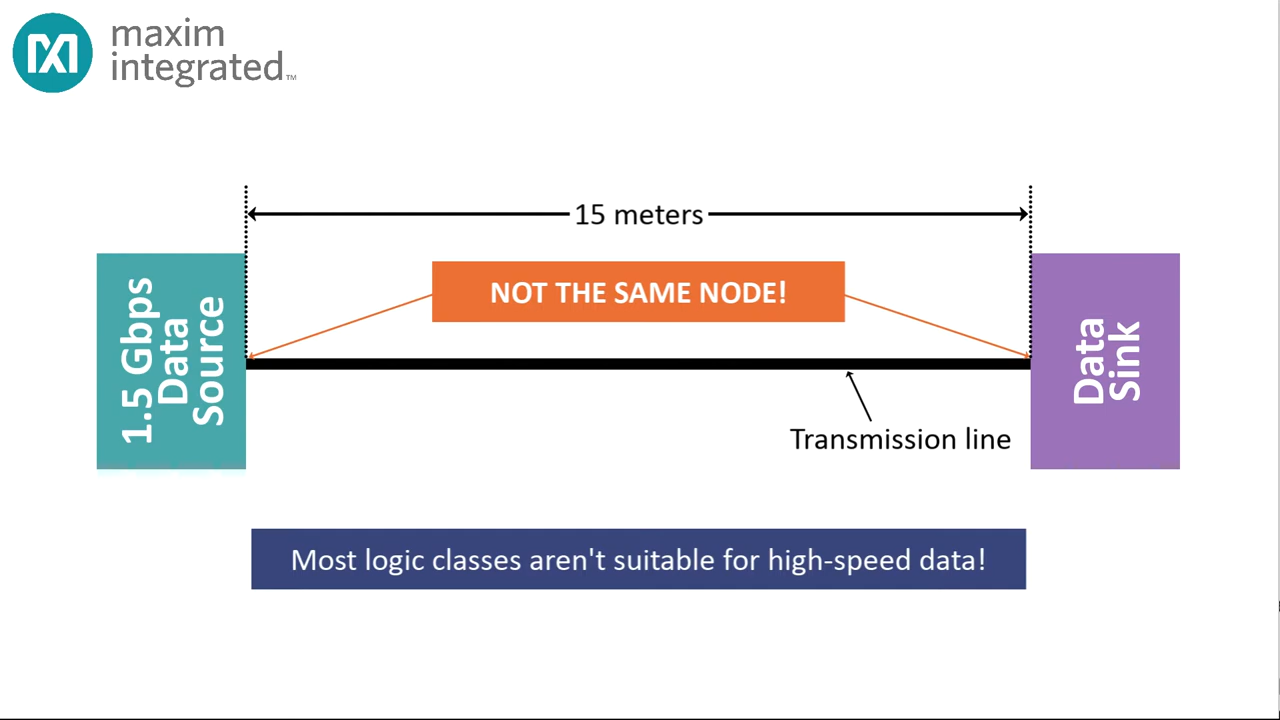 maxim
integrated™
15 meters
NOT THE SAME NODE!
1.5 Gbps
Data
Source
Data
Sink
Transmission line
Most logic classes aren't suitable for high-speed data!